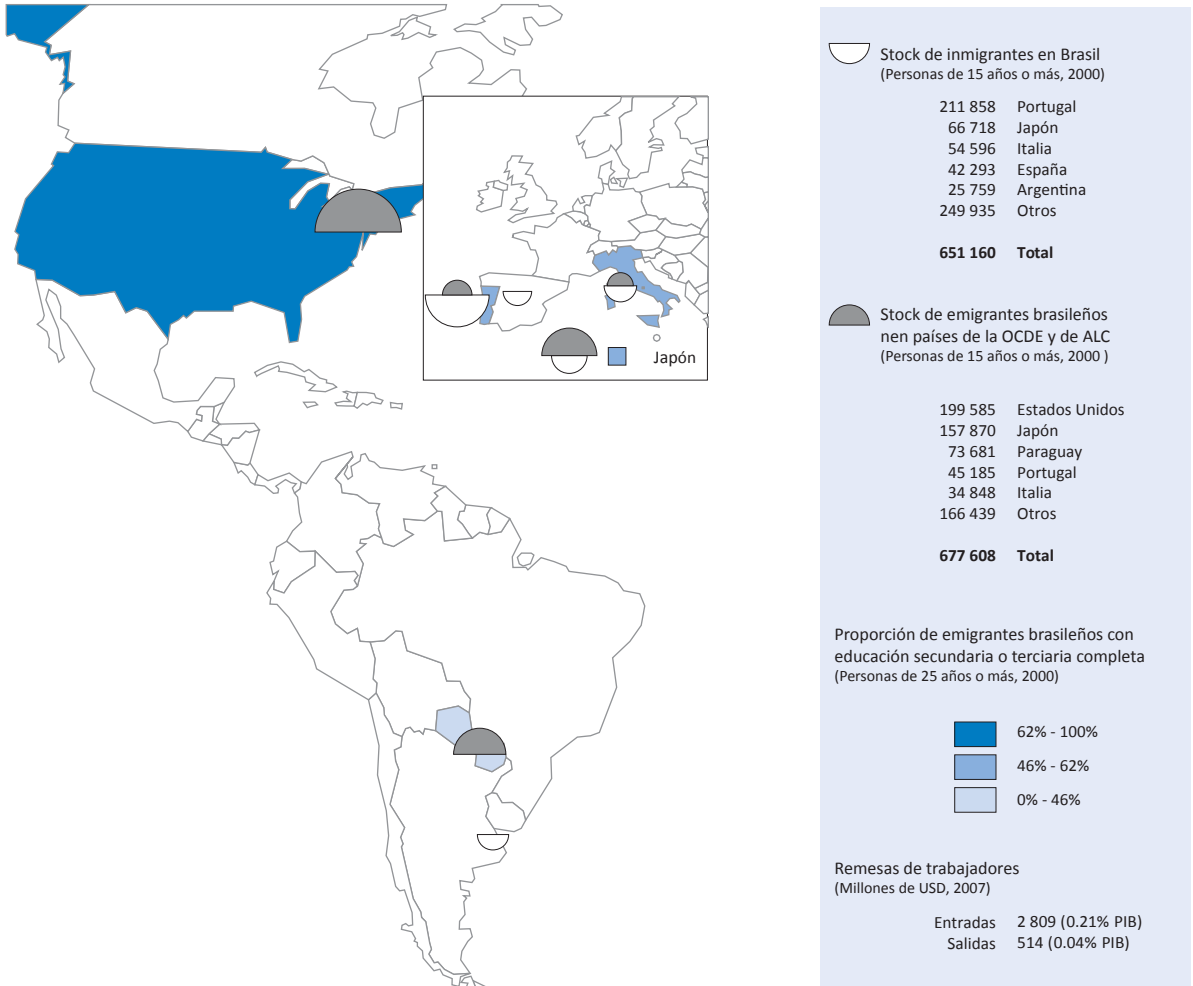 Japón
Stock de inmigrantes en Brasil
(Personas de 15 años o más, 2000)
211 858 Portugal
66 718 Japón
54 596 Italia
42 293 España
25 759 Argentina
249 935 Otros
651 160 Total
Stock de emigrantes brasileños
nen países de la OCDE y de ALC
(Personas de 15 años o más, 2000 )
199 585 Estados Unidos
157 870 Japón
73 681 Paraguay
45 185 Portugal
34 848 Italia
166 439 Otros
677 608 Total
Proporción de emigrantes brasileños con
educación secundaria o terciaria completa
(Personas de 25 años o más, 2000)
62% - 100%
46% - 62%
0% - 46%
Remesas de trabajadores
(Millones de USD, 2007)
Entradas 2 809 (0.21% PIB)
Salidas 514 (0.04% PIB)